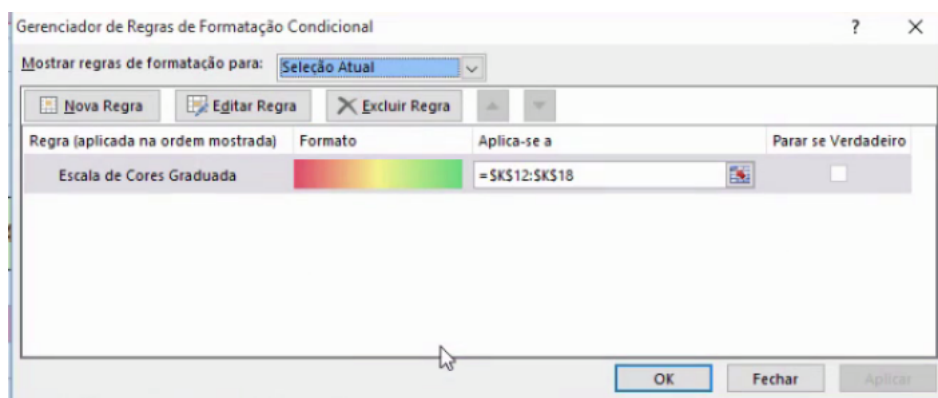 Gerenciador de Regras de Formatação Condicional ? ×
Mostrar regras de formatação para: Seleção Atual
Nova Regra Editar Regra Excluir Regra
Regra (aplicada na ordem mostrada) Formato Aplica-se a Parar se Verdadeiro
Escala de Cores Graduada =$K$12:$K$18
OK Fechar Aplicar